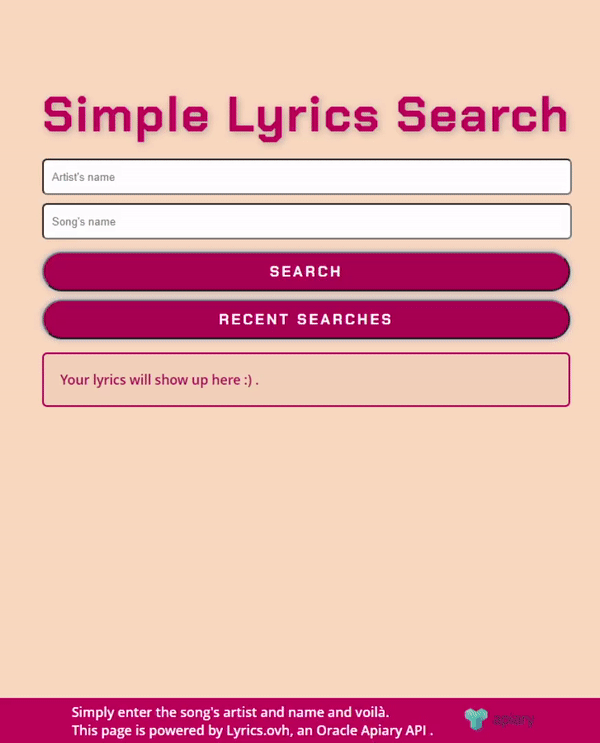 Simple Lyrics Search
Artist's name
Song's name
SEARCH
RECENT SEARCHES
Your lyrics will show up here :) .
Simply enter the song's artist and name and voilà.
This page is powered by Lyrics.ovh, an Oracle Apiary API .
apiary